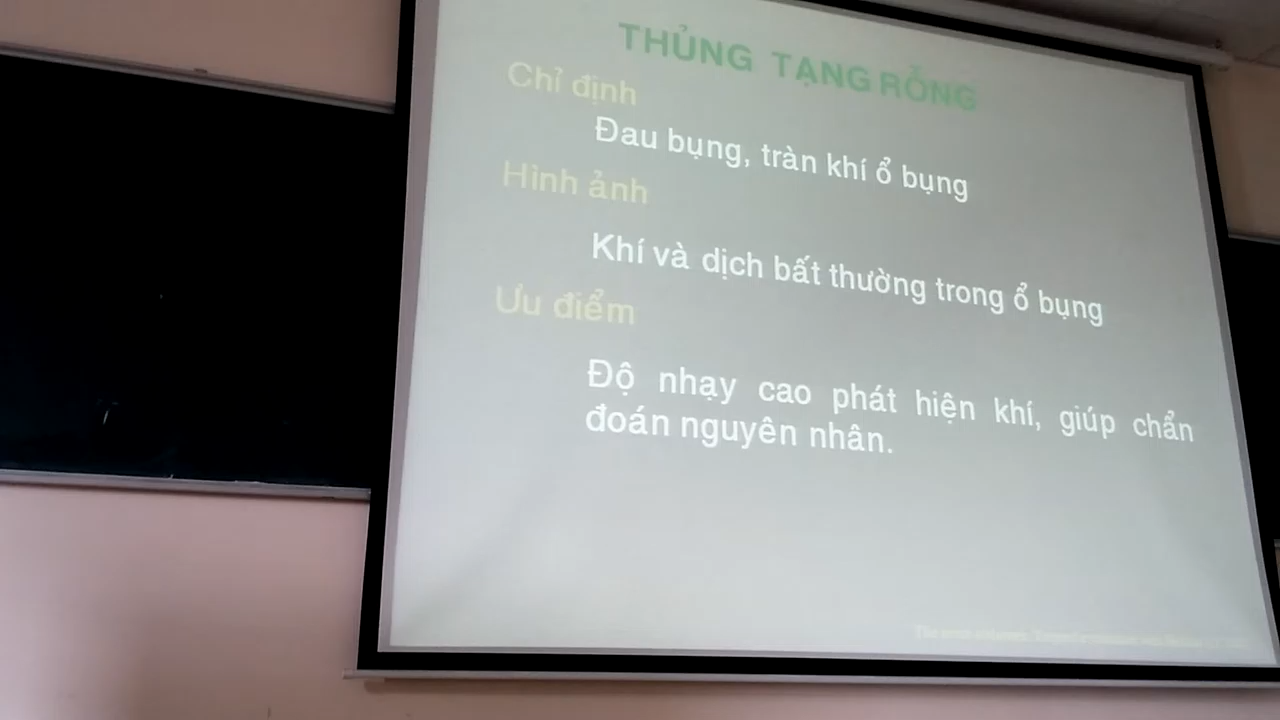 THỦNG TẠNG RỖNG
Chỉ định
Đau bụng, tràn khí ổ bụng
Hình ảnh
Khí và dịch bất thường trong ổ bụng
Ưu điểm
Độ nhạy cao phát hiện khí, giúp chẩn
đoán nguyên nhân.